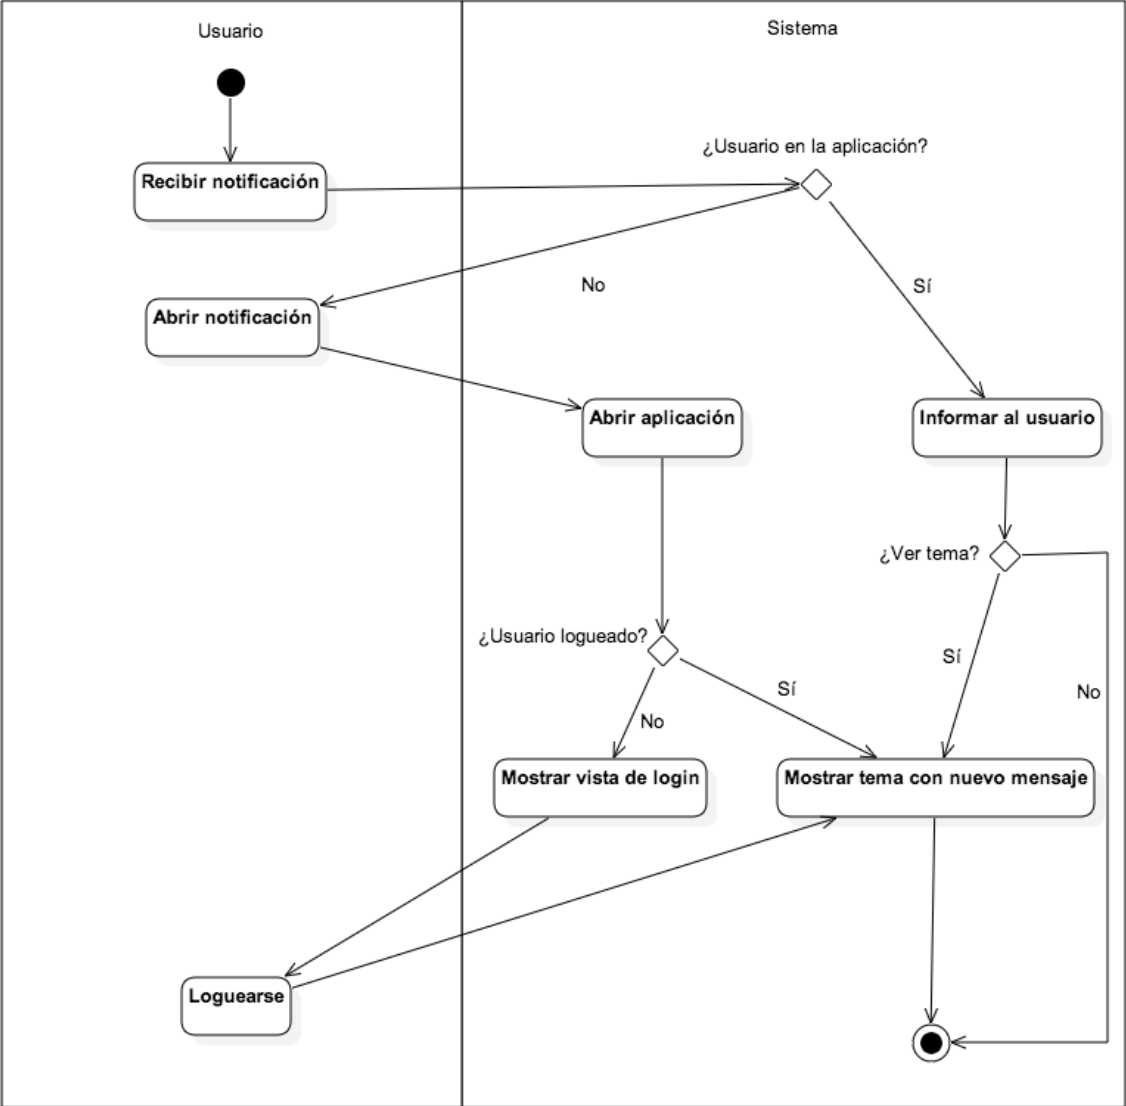 Usuario
Sistema
¿Usuario en la aplicación?
Recibir notificación
No
Sí
Abrir notificación
Abrir aplicación
Informar al usuario
¿Ver tema?
¿Usuario logueado?
Sí
Sí
No
No
Mostrar vista de login
Mostrar tema con nuevo mensaje
Loguearse